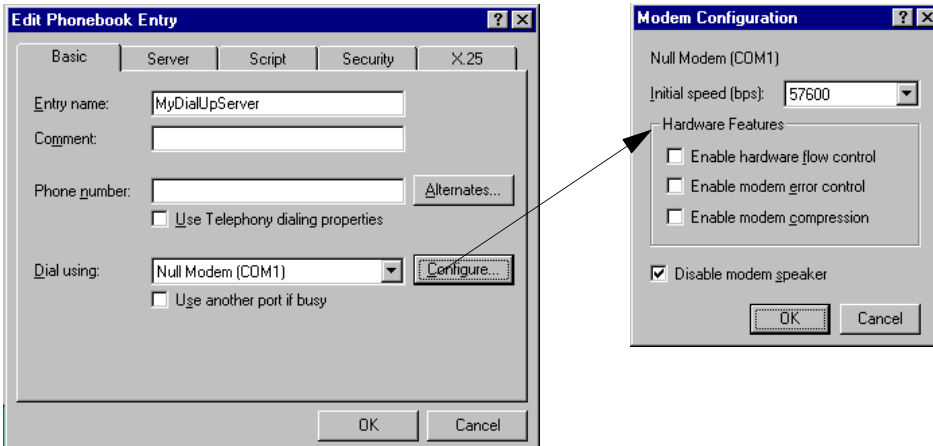 Edit Phonebook Entry
Basic Server Script Security X.25
Entry name: MyDialUpServer
Comment:
Phone number: Alternates...
Use Telephony dialing properties
Dial using: Null Modem (COM1) Configure...
Use another port if busy
OK Cancel
Modem Configuration
Null Modem (COM1)
Initial speed (bps): 57600
Hardware Features
Enable hardware flow control
Enable modem error control
Enable modem compression
Disable modem speaker
OK Cancel